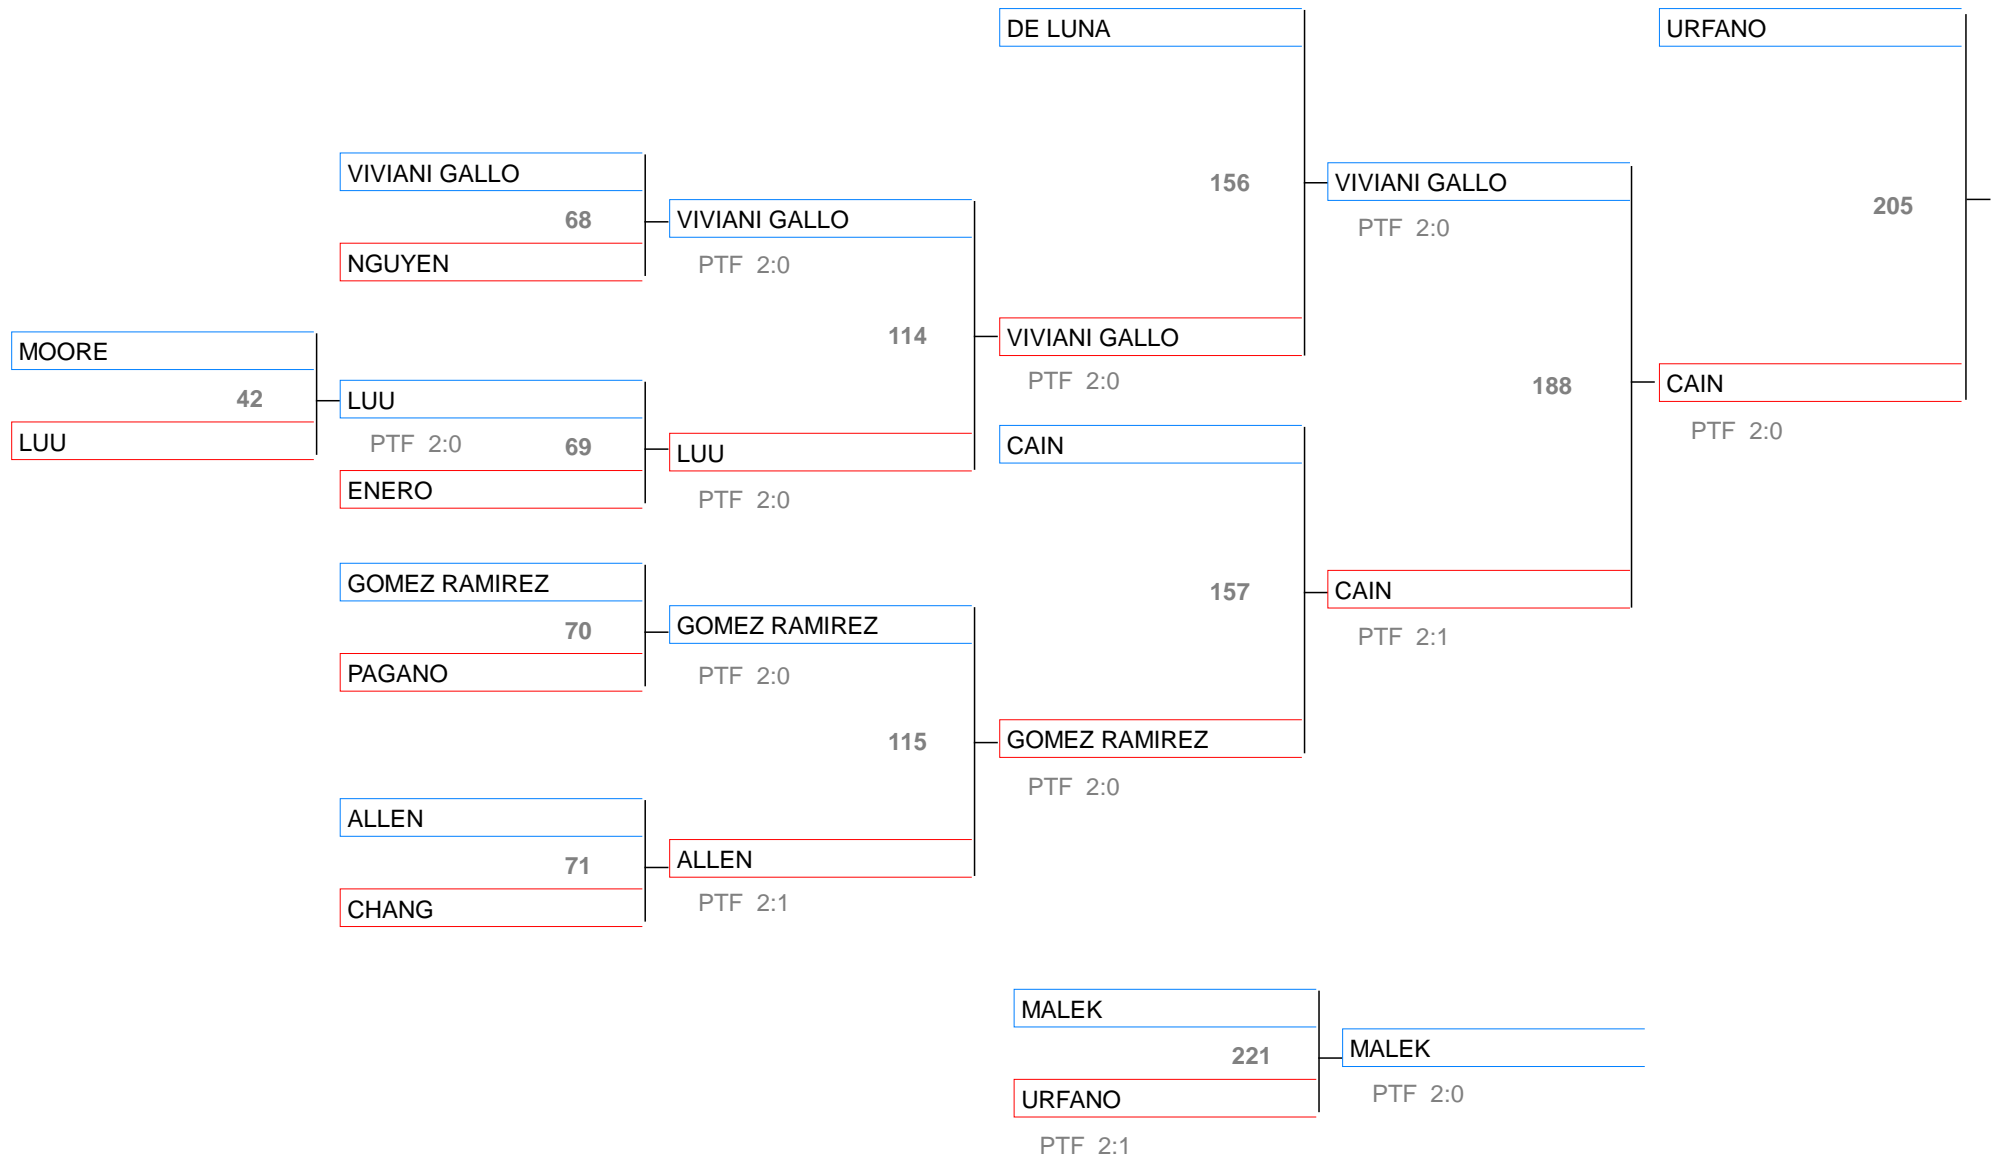 DE LUNA
URFANO
VIVIANI GALLO
156
VIVIANI GALLO
68
VIVIANI GALLO
205
PTF 2:0
NGUYEN
PTF 2:0
MOORE
114
VIVIANI GALLO
42
LUU
PTF 2:0
188
CAIN
LUU
PTF 2:0
69
LUU
CAIN
PTF 2:0
ENERO
PTF 2:0
GOMEZ RAMIREZ
157
CAIN
70
GOMEZ RAMIREZ
PTF 2:1
PAGANO
PTF 2:0
115
GOMEZ RAMIREZ
PTF 2:0
ALLEN
71
ALLEN
CHANG
PTF 2:1
MALEK
221
MALEK
URFANO
PTF 2:0
PTF 2:1